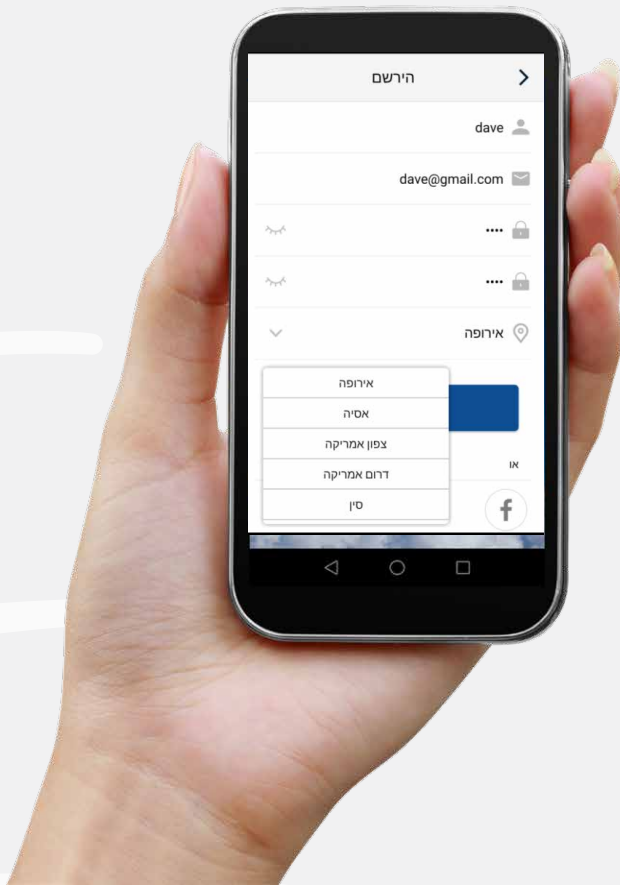 הירשם
dave
dave@gmail.com
••••
••••
אירופה
אירופה
אסיה
צפון אמריקה
דרום אמריקה
סין
או
f